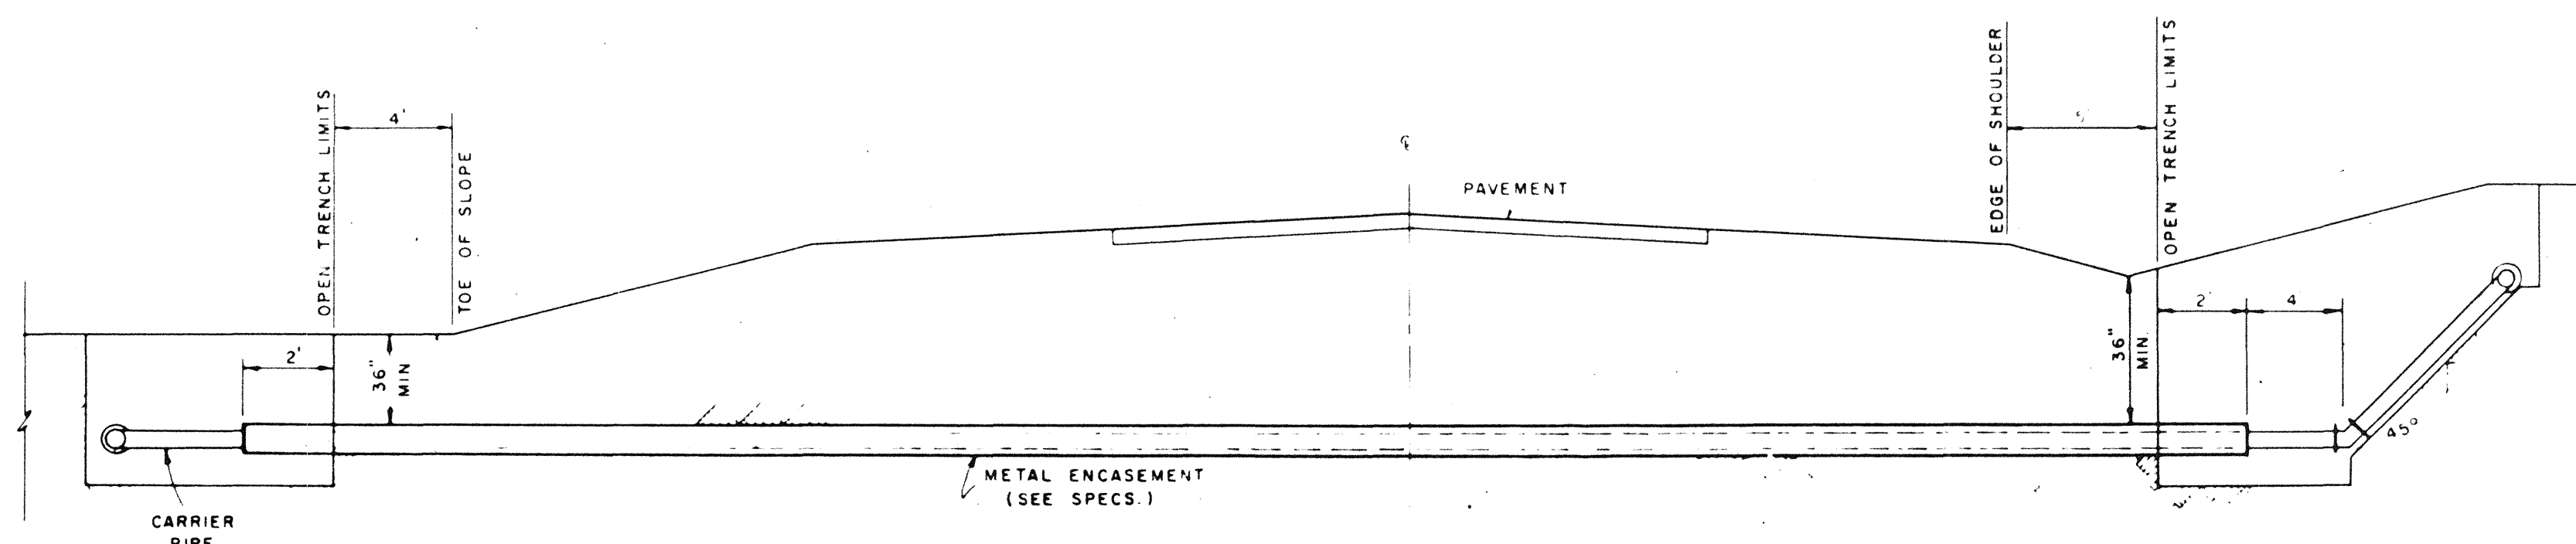 OPEN TRENCH LIMITS
4'
TOE OF SLOPE
℄
PAVEMENT
EDGE OF SHOULDER
OPEN TRENCH LIMITS
2'
36"
MIN
36"
MIN.
2'
4
45°
METAL ENCASEMENT
(SEE SPECS.)
CARRIER
PIPE